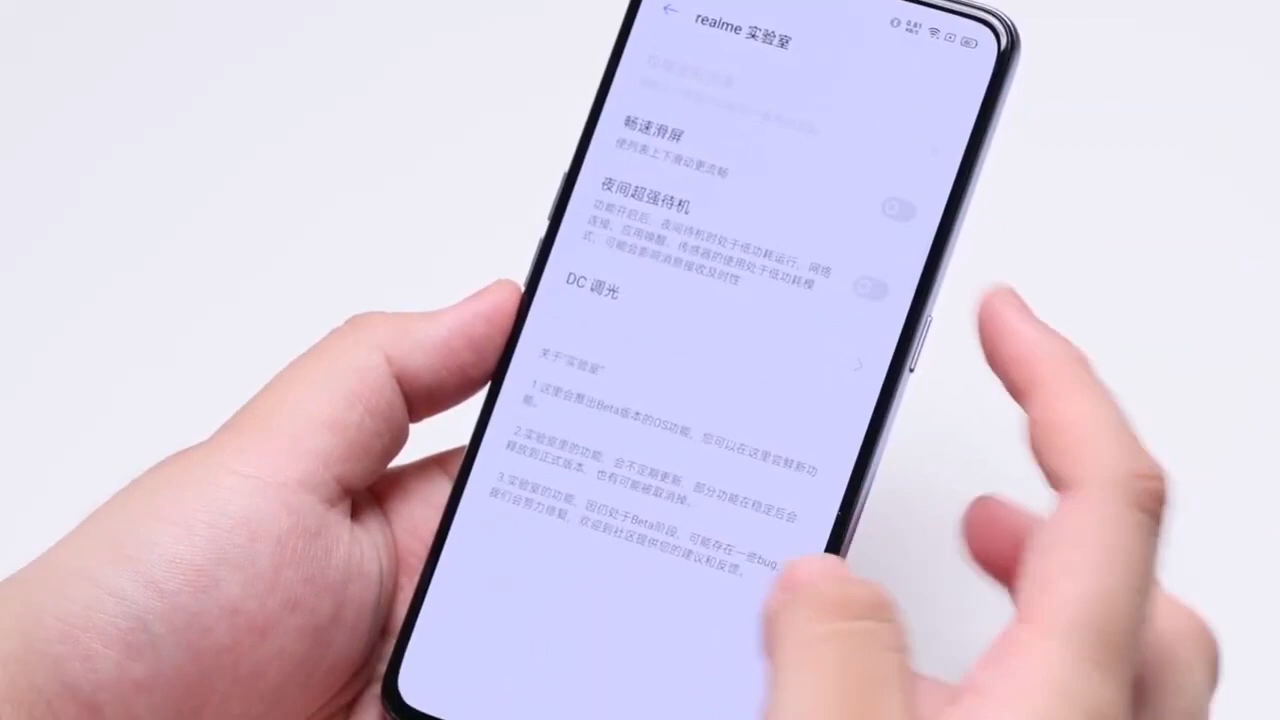 realme 实验室
0.81
KB/s
畅速滑屏
使列表上下滑动更流畅
夜间超强待机
功能开启后，夜间待机时处于低功耗运行，网络
连接、应用唤醒、传感器的使用处于低功耗模
式，可能会影响消息接收及时性
DC 调光
关于"实验室"
1.这里会推出Beta版本的OS功能，您可以在这里尝鲜新功
能。
2.实验室里的功能，会不定期更新，部分功能在稳定后会
释放到正式版本，也有可能被取消掉。
3.实验室的功能，因仍处于Beta阶段，可能存在一些bug，
我们会努力修复，欢迎到社区提供您的建议和反馈。